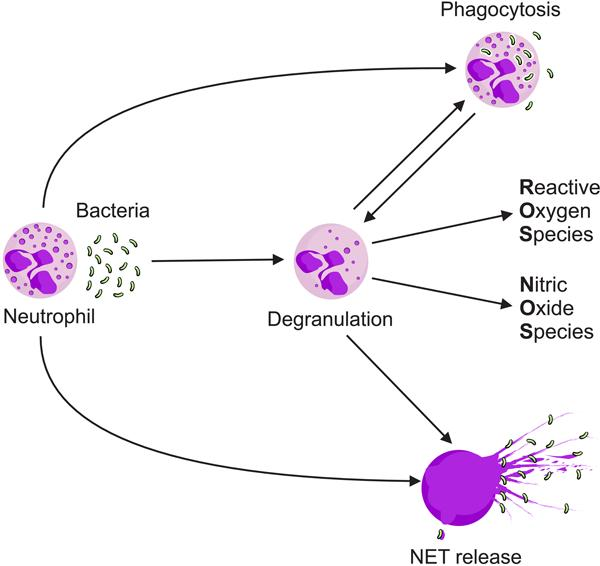 Phagocytosis
Bacteria
Neutrophil
Degranulation
Reactive
Oxygen
Species
Nitric
Oxide
Species
NET release